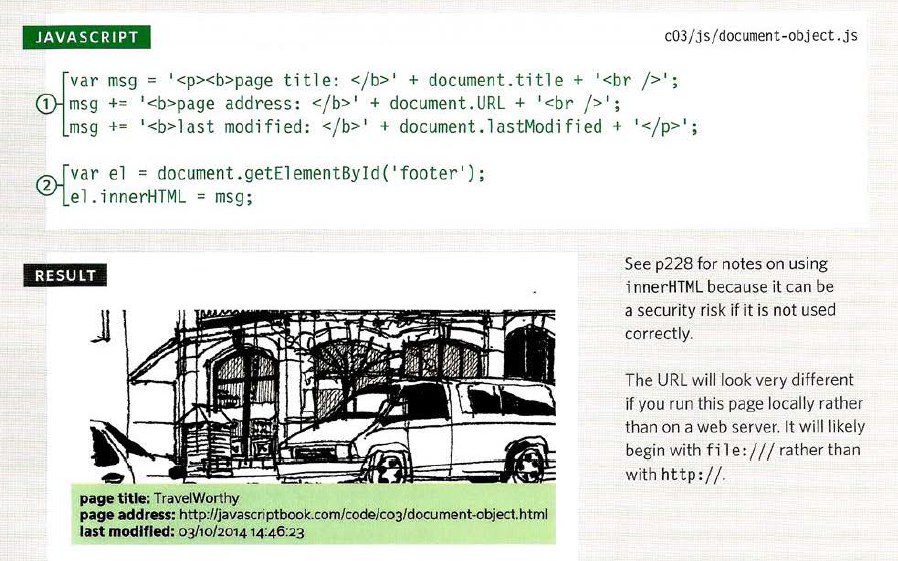 JAVASCRIPT
c03/js/document-object.js
var msg = '<p><b>page title: </b>' + document.title + '<br />';
① msg += '<b>page address: </b>' + document.URL + '<br />';
msg += '<b>last modified: </b>' + document.lastModified + '</p>';
② var el = document.getElementById('footer');
el.innerHTML = msg;
RESULT
page title: TravelWorthy
page address: http://javascriptbook.com/code/c03/document-object.html
last modified: 03/10/2014 14:46:23
See p228 for notes on using
innerHTML because it can be
a security risk if it is not used
correctly.
The URL will look very different
if you run this page locally rather
than on a web server. It will likely
begin with file:/// rather than
with http://.